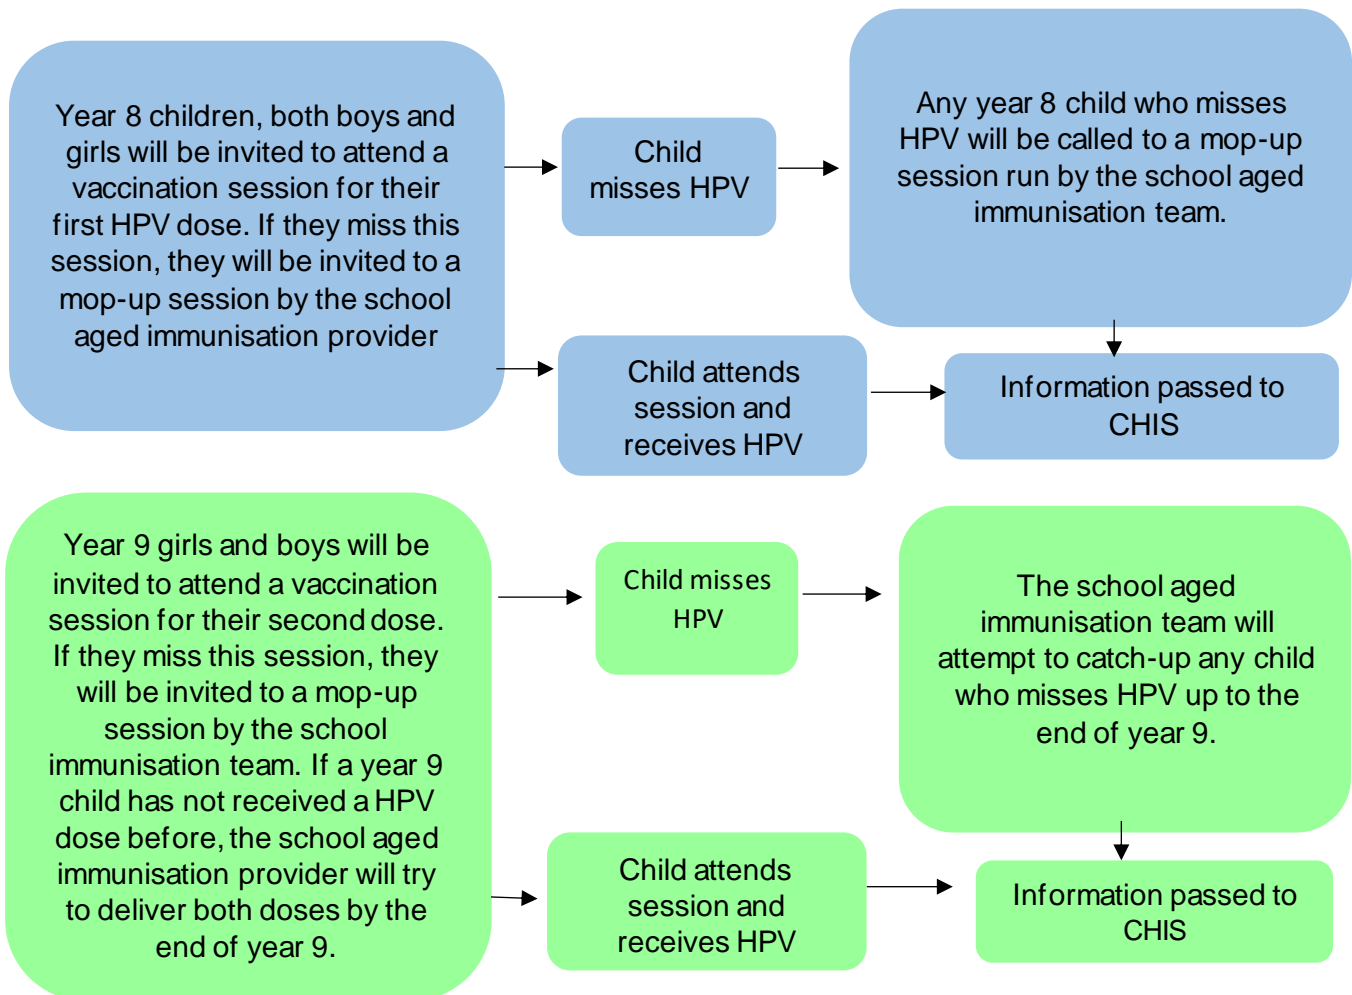 Year 8 children, both boys and
girls will be invited to attend a
vaccination session for their
first HPV dose. If they miss this
session, they will be invited to a
mop-up session by the school
aged immunisation provider
Child
misses HPV
Any year 8 child who misses
HPV will be called to a mop-up
session run by the school aged
immunisation team.
Child attends
session and
receives HPV
Information passed to
CHIS
Year 9 girls and boys will be
invited to attend a vaccination
session for their second dose.
If they miss this session, they
will be invited to a mop-up
session by the school
immunisation team. If a year 9
child has not received a HPV
dose before, the school aged
immunisation provider will try
to deliver both doses by the
end of year 9.
Child misses
HPV
The school aged
immunisation team will
attempt to catch-up any child
who misses HPV up to the
end of year 9.
Child attends
session and
receives HPV
Information passed to
CHIS